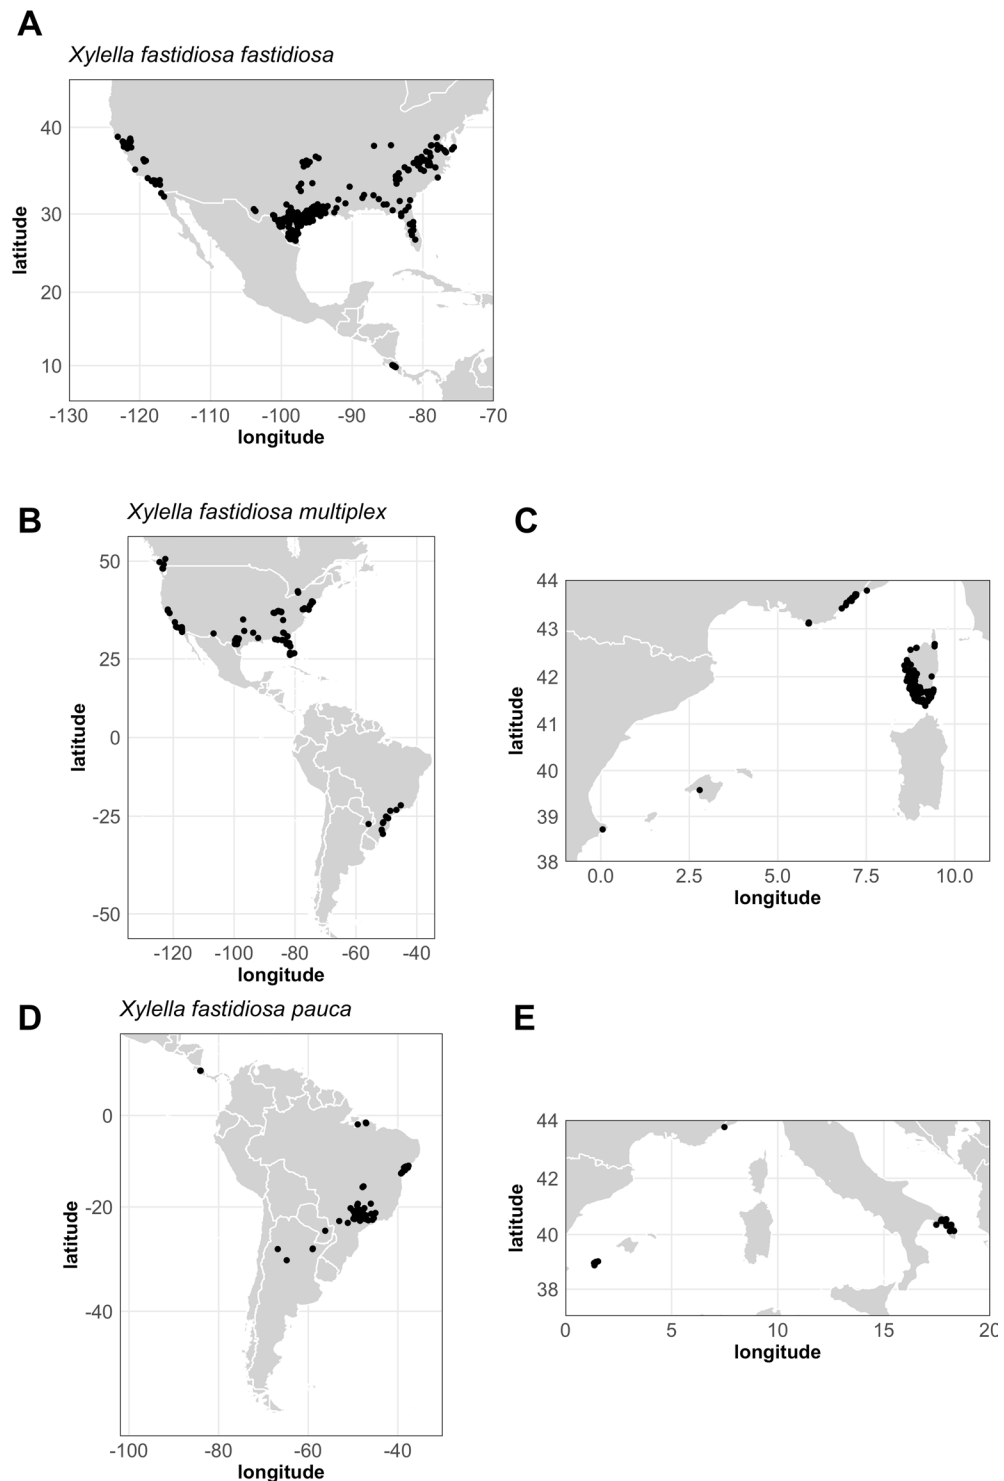 A
Xylella fastidiosa fastidiosa
40
30
20
10
latitude
-130 -120 -110 -100 -90 -80 -70
longitude
B
Xylella fastidiosa multiplex
50
25
0
-25
-50
latitude
-120 -100 -80 -60 -40
longitude
C
44
43
42
41
40
39
38
latitude
0.0 2.5 5.0 7.5 10.0
longitude
D
Xylella fastidiosa pauca
0
-20
-40
latitude
-100 -80 -60 -40
longitude
E
44
42
40
38
latitude
0 5 10 15 20
longitude